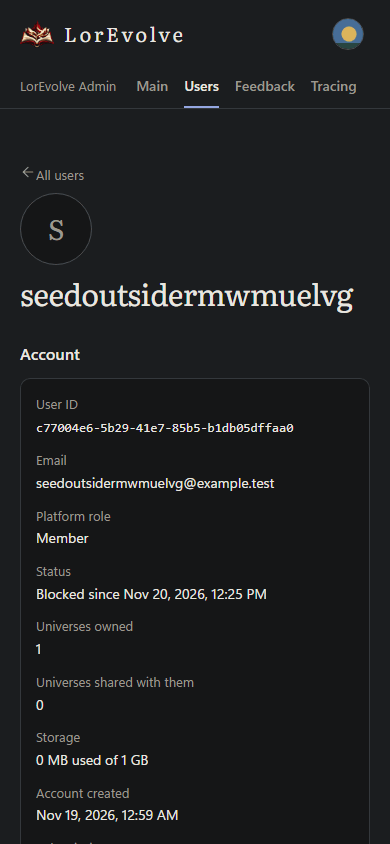 LorEvolve
LorEvolve Admin Main Users Feedback Tracing
← All users
S
seedoutsidermwmuelvg
Account
User ID
c77004e6-5b29-41e7-85b5-b1db05dffaa0
Email
seedoutsidermwmuelvg@example.test
Platform role
Member
Status
Blocked since Nov 20, 2026, 12:25 PM
Universes owned
1
Universes shared with them
0
Storage
0 MB used of 1 GB
Account created
Nov 19, 2026, 12:59 AM